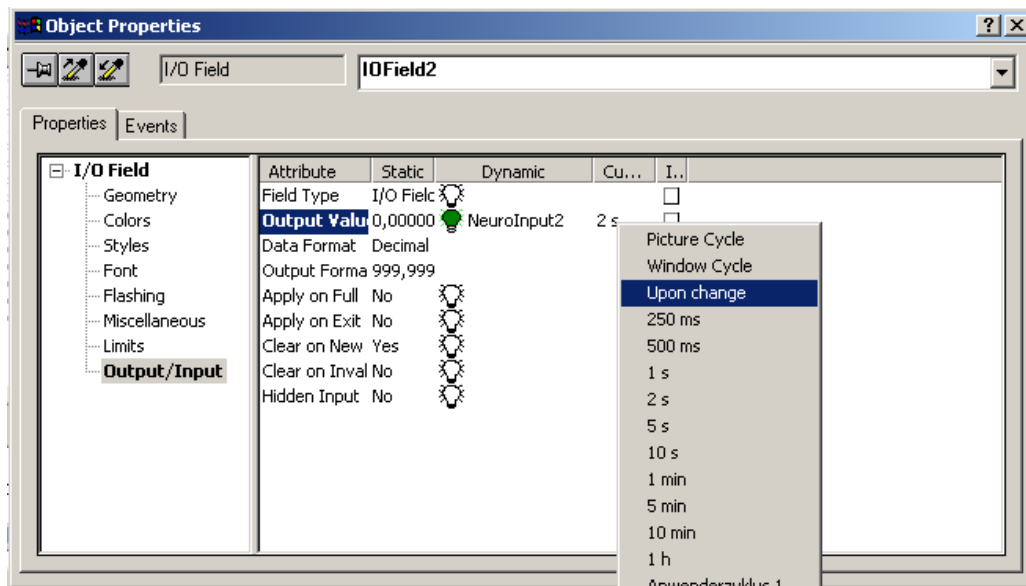 Object Properties
I/O Field
IOField2
Properties
Events
I/O Field
Geometry
Colors
Styles
Font
Flashing
Miscellaneous
Limits
Output/Input
Attribute Static Dynamic Cu... I..
Field Type I/O Fielc
Output Valu 0,00000 NeuroInput2 2 s
Data Format Decimal
Output Forma 999,999
Apply on Full No
Apply on Exit No
Clear on New Yes
Clear on Inval No
Hidden Input No
Picture Cycle
Window Cycle
Upon change
250 ms
500 ms
1 s
2 s
5 s
10 s
1 min
5 min
10 min
1 h
Anwenderzyklus 1